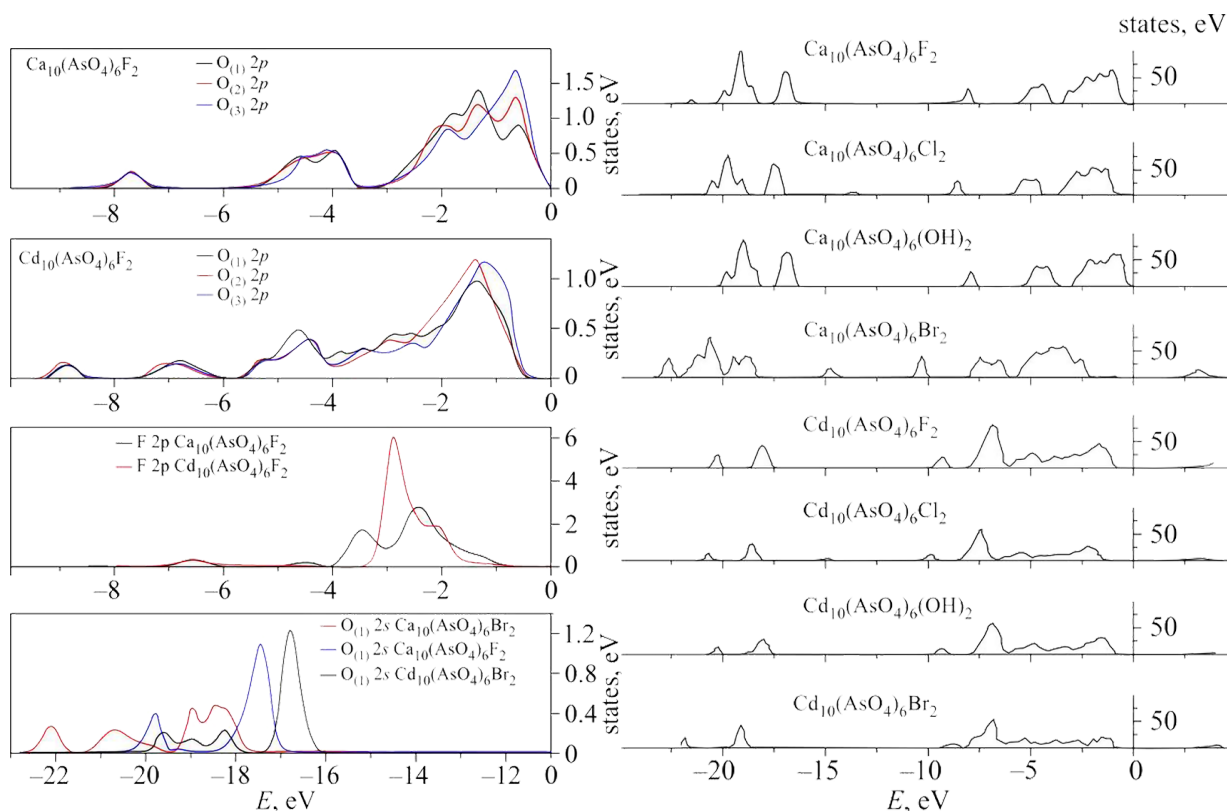 Ca10(AsO4)6F2
O(1) 2p
O(2) 2p
O(3) 2p
1.5
1.0
0.5
0
states, eV
−8 −6 −4 −2 0
Cd10(AsO4)6F2
O(1) 2p
O(2) 2p
O(3) 2p
1.0
0.5
0
states, eV
−8 −6 −4 −2 0
F 2p Ca10(AsO4)6F2
F 2p Cd10(AsO4)6F2
6
4
2
0
states, eV
−8 −6 −4 −2 0
O(1) 2s Ca10(AsO4)6Br2
O(1) 2s Ca10(AsO4)6F2
O(1) 2s Cd10(AsO4)6Br2
1.2
0.8
0.4
0
states, eV
−22 −20 −18 −16 −14 −12
E, eV
states, eV
Ca10(AsO4)6F2
50
Ca10(AsO4)6Cl2
50
Ca10(AsO4)6(OH)2
50
Ca10(AsO4)6Br2
50
Cd10(AsO4)6F2
50
Cd10(AsO4)6Cl2
50
Cd10(AsO4)6(OH)2
50
Cd10(AsO4)6Br2
50
−20 −15 −10 −5 0
E, eV